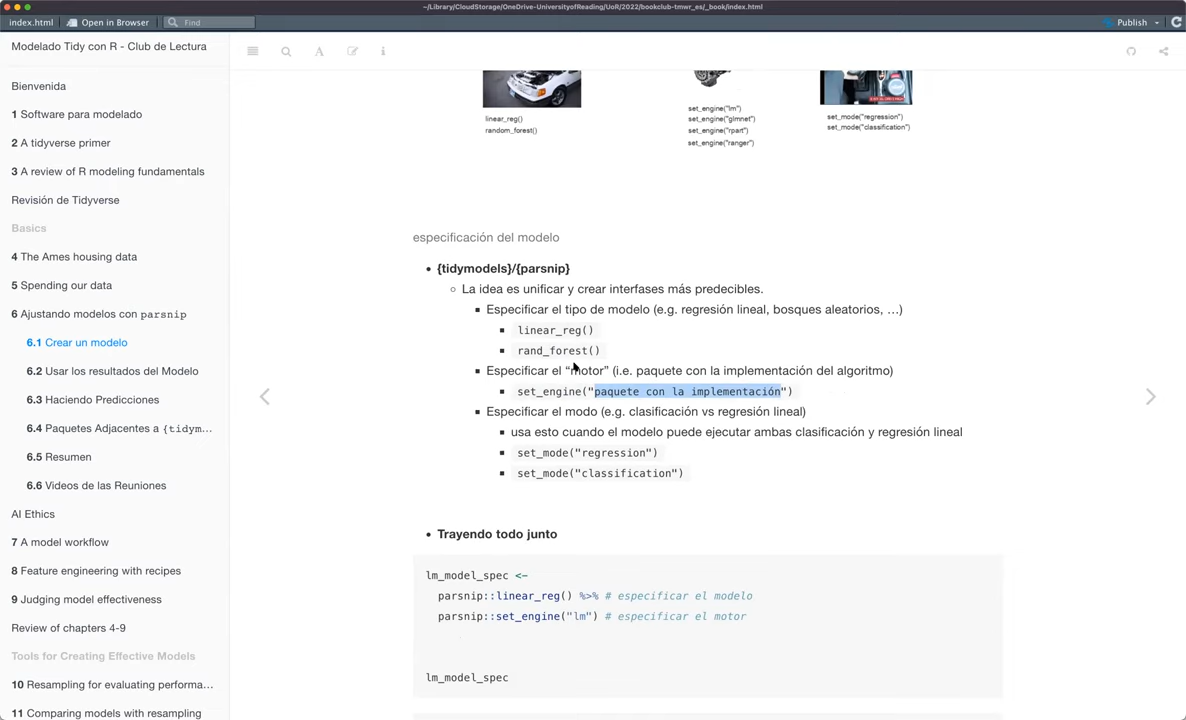 ~/Library/CloudStorage/OneDrive-UniversityofReading/UoR/2022/bookclub-tmwr_es/_book/index.html
index.html
Open in Browser
Find
Publish
Modelado Tidy con R - Club de Lectura
Bienvenida
1 Software para modelado
2 A tidyverse primer
3 A review of R modeling fundamentals
Revisión de Tidyverse
Basics
4 The Ames housing data
5 Spending our data
6 Ajustando modelos con parsnip
6.1 Crear un modelo
6.2 Usar los resultados del Modelo
6.3 Haciendo Predicciones
6.4 Paquetes Adjacentes a {tidym…
6.5 Resumen
6.6 Videos de las Reuniones
AI Ethics
7 A model workflow
8 Feature engineering with recipes
9 Judging model effectiveness
Review of chapters 4-9
Tools for Creating Effective Models
10 Resampling for evaluating performa…
11 Comparing models with resampling
linear_reg()
random_forest()
set_engine("lm")
set_engine("glmnet")
set_engine("rpart")
set_engine("ranger")
set_mode("regression")
set_mode("classification")
especificación del modelo
• {tidymodels}/{parsnip}
La idea es unificar y crear interfases más predecibles.
Especificar el tipo de modelo (e.g. regresión lineal, bosques aleatorios, …)
linear_reg()
rand_forest()
Especificar el “motor” (i.e. paquete con la implementación del algoritmo)
set_engine("paquete con la implementación")
Especificar el modo (e.g. clasificación vs regresión lineal)
usa esto cuando el modelo puede ejecutar ambas clasificación y regresión lineal
set_mode("regression")
set_mode("classification")
• Trayendo todo junto
lm_model_spec <-
parsnip::linear_reg() %>% # especificar el modelo
parsnip::set_engine("lm") # especificar el motor
lm_model_spec